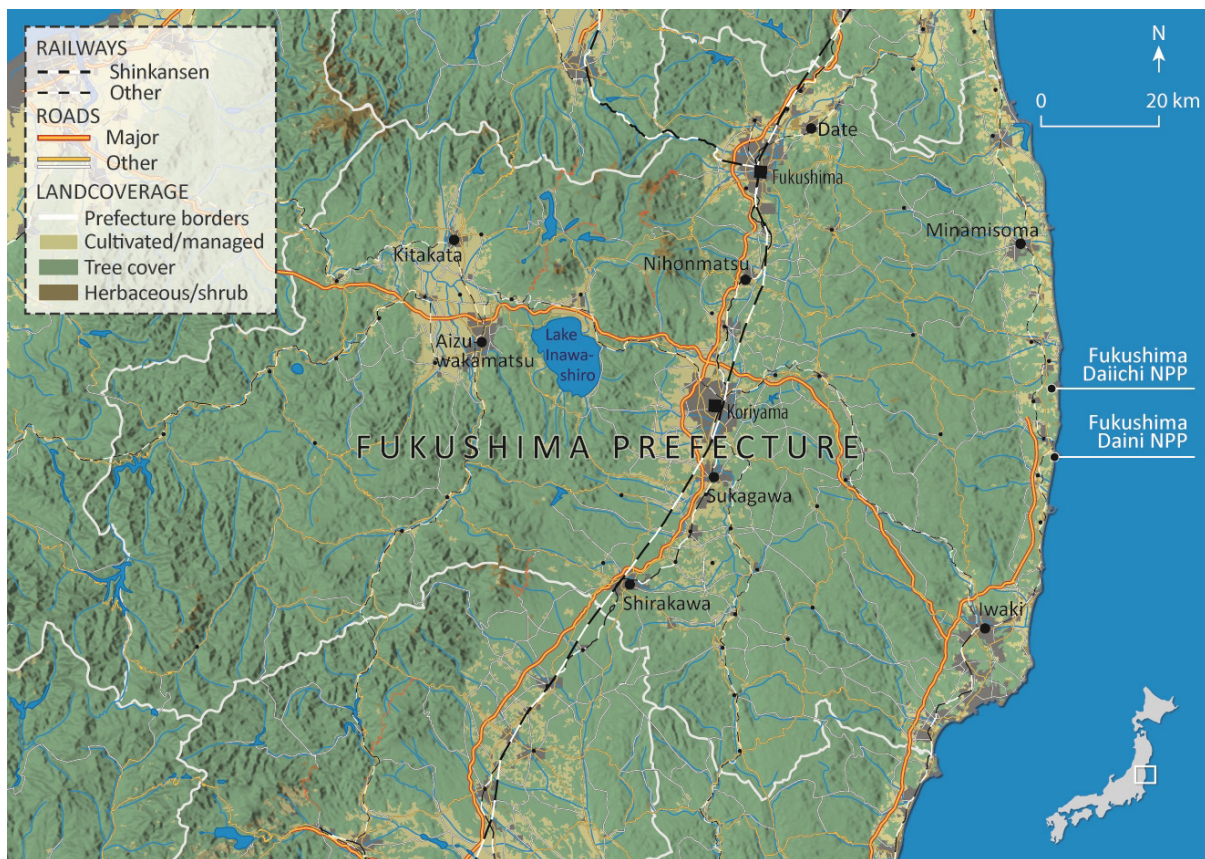 RAILWAYS
Shinkansen
Other
ROADS
Major
Other
LANDCOVERAGE
Prefecture borders
Cultivated/managed
Tree cover
Herbaceous/shrub
N
0 20 km
Date
Fukushima
Minamisoma
Kitakata
Nihonmatsu
Aizu-
wakamatsu
Lake
Inawa-
shiro
Fukushima
Daiichi NPP
Koriyama
Fukushima
Daini NPP
FUKUSHIMA PREFECTURE
Sukagawa
Shirakawa
Iwaki